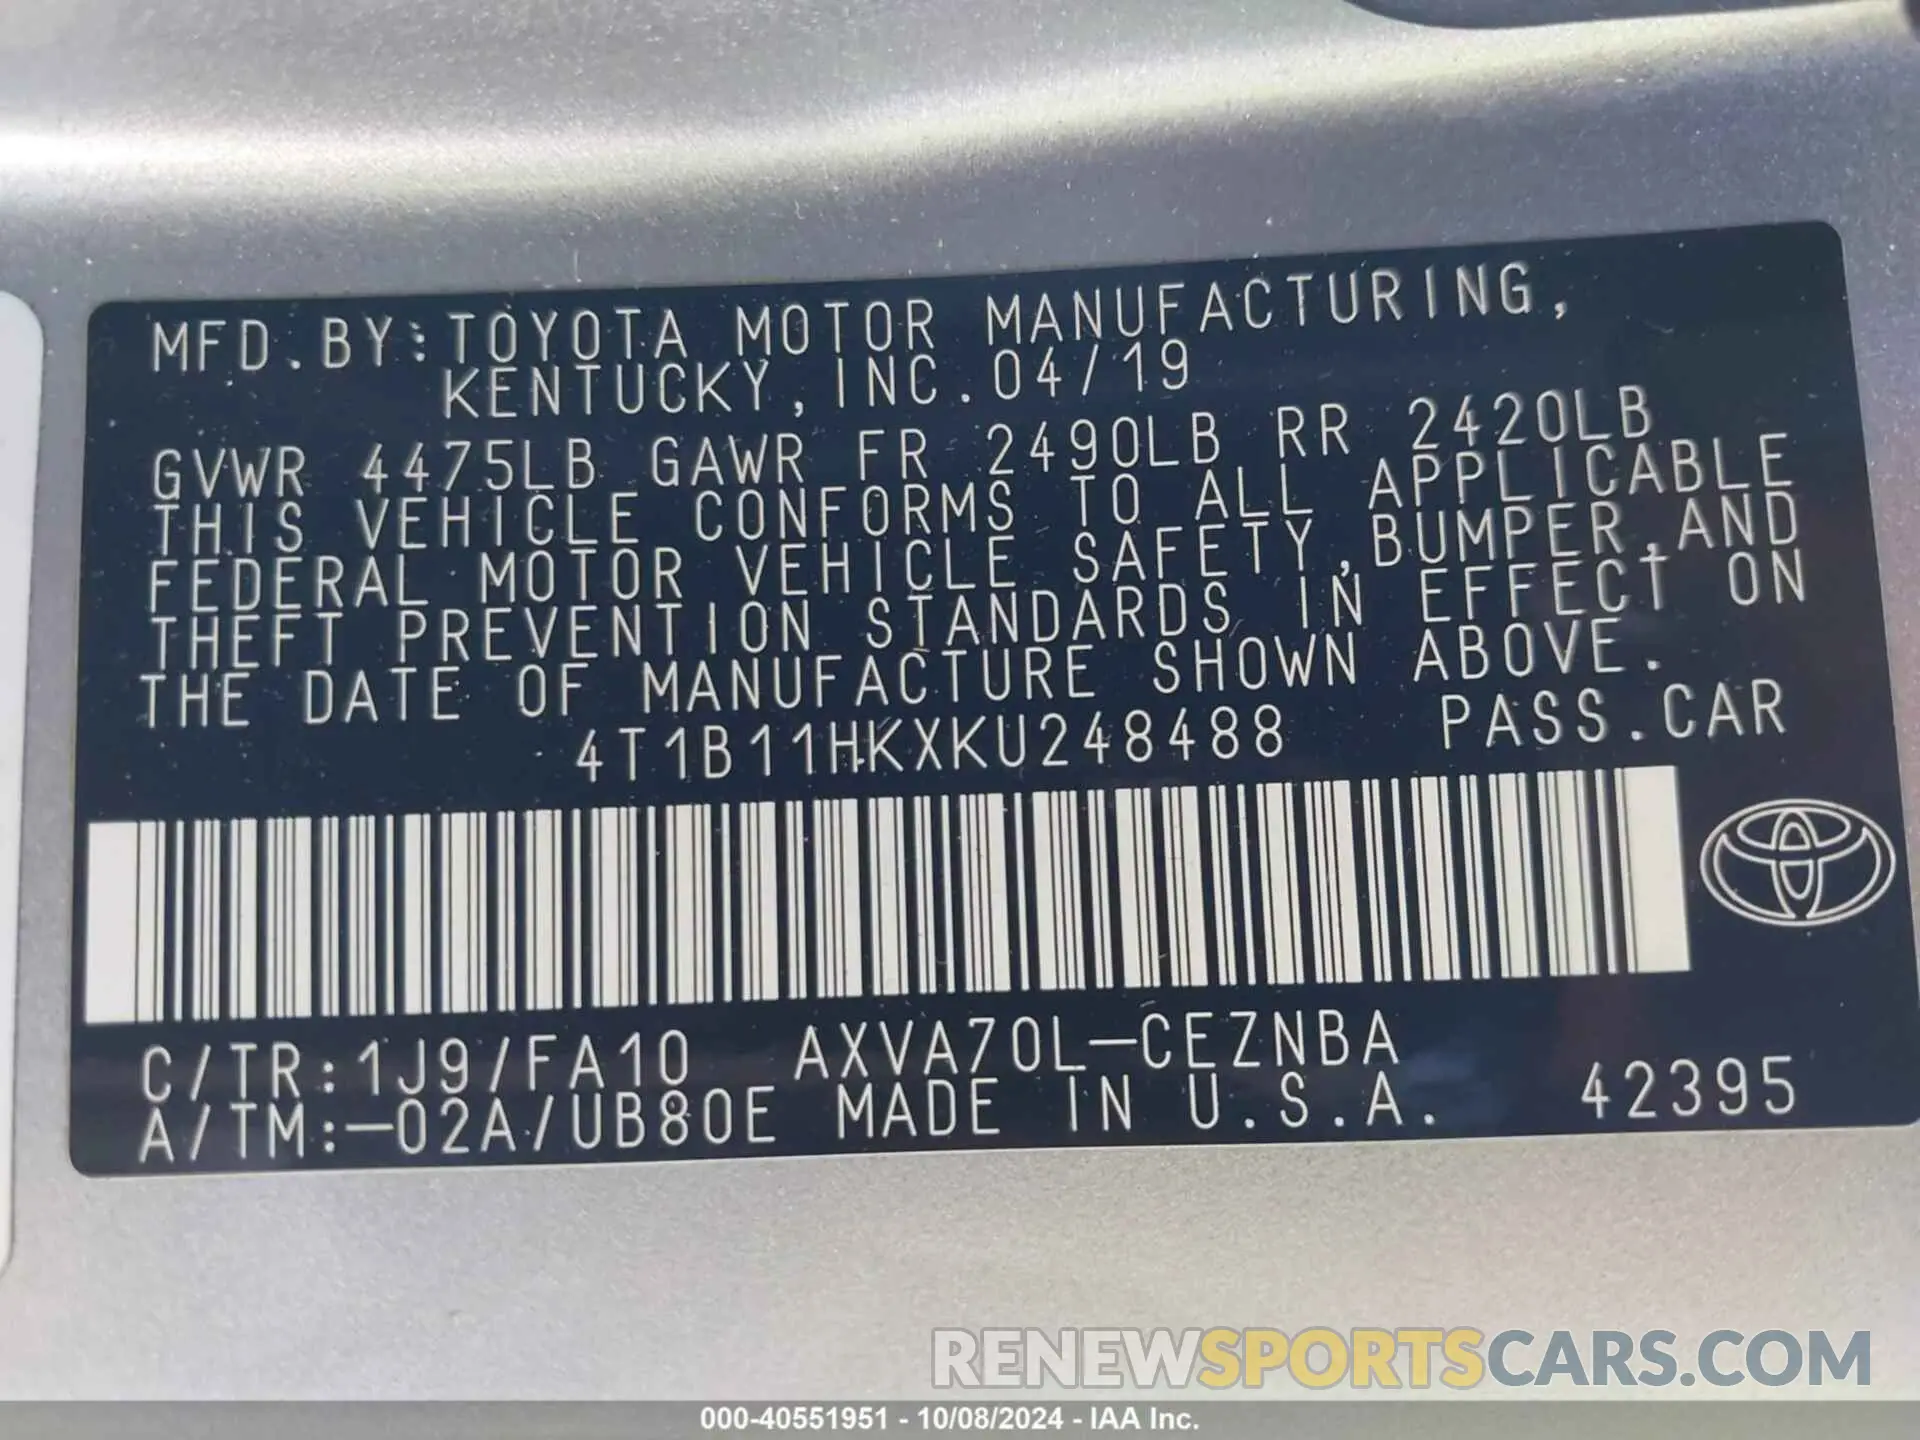 MFD.BY:TOYOTA MOTOR MANUFACTURING,
KENTUCKY,INC.04/19
GVWR 4475LB GAWR FR 2490LB RR 2420LB
THIS VEHICLE CONFORMS TO ALL APPLICABLE
FEDERAL MOTOR VEHICLE SAFETY,BUMPER,AND
THEFT PREVENTION STANDARDS IN EFFECT ON
THE DATE OF MANUFACTURE SHOWN ABOVE.
4T1B11HKXKU248488 PASS.CAR
C/TR:1J9/FA10 AXVA70L-CEZNBA
A/TM:-02A/UB80E MADE IN U.S.A. 42395
RENEWSPORTSCARS.COM
000-40551951 - 10/08/2024 - IAA Inc.